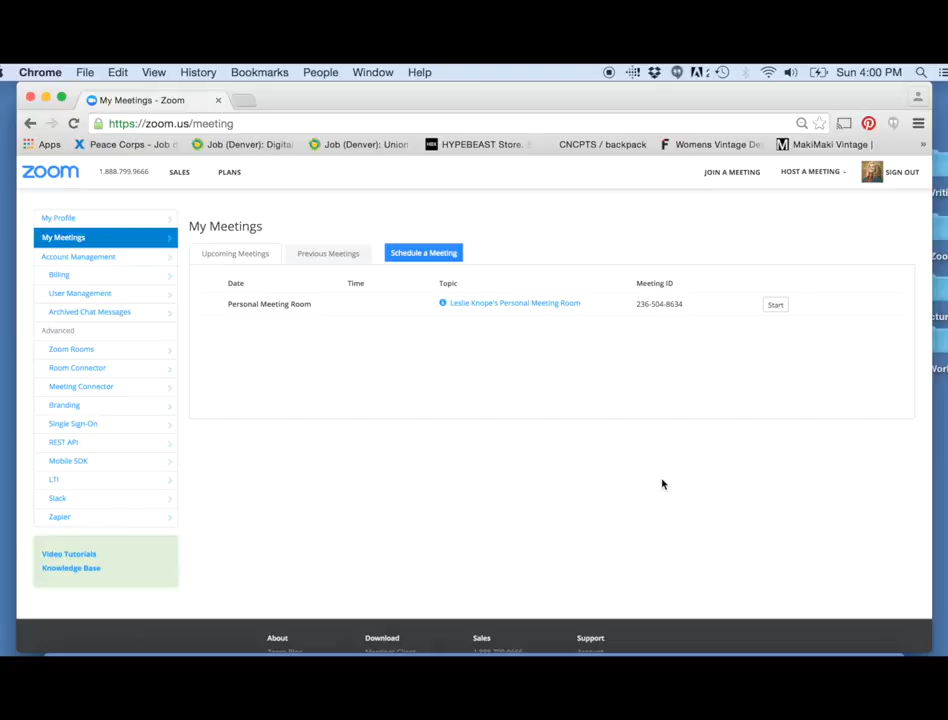 Chrome File Edit View History Bookmarks People Window Help Sun 4:00 PM
My Meetings - Zoom
https://zoom.us/meeting
Apps Peace Corps - Job Job (Denver): Digita Job (Denver): Union HYPEBEAST Store. CNCPTS / backpack Womens Vintage De MakiMaki Vintage |
zoom 1.888.799.9666 SALES PLANS JOIN A MEETING HOST A MEETING SIGN OUT
My Profile
My Meetings
Account Management
Billing
User Management
Archived Chat Messages
Advanced
Zoom Rooms
Room Connector
Meeting Connector
Branding
Single Sign-On
REST API
Mobile SDK
LTI
Slack
Zapier
Video Tutorials
Knowledge Base
My Meetings
Upcoming Meetings Previous Meetings Schedule a Meeting
Date Time Topic Meeting ID
Personal Meeting Room Leslie Knope's Personal Meeting Room 236-504-8634 Start
About Download Sales Support